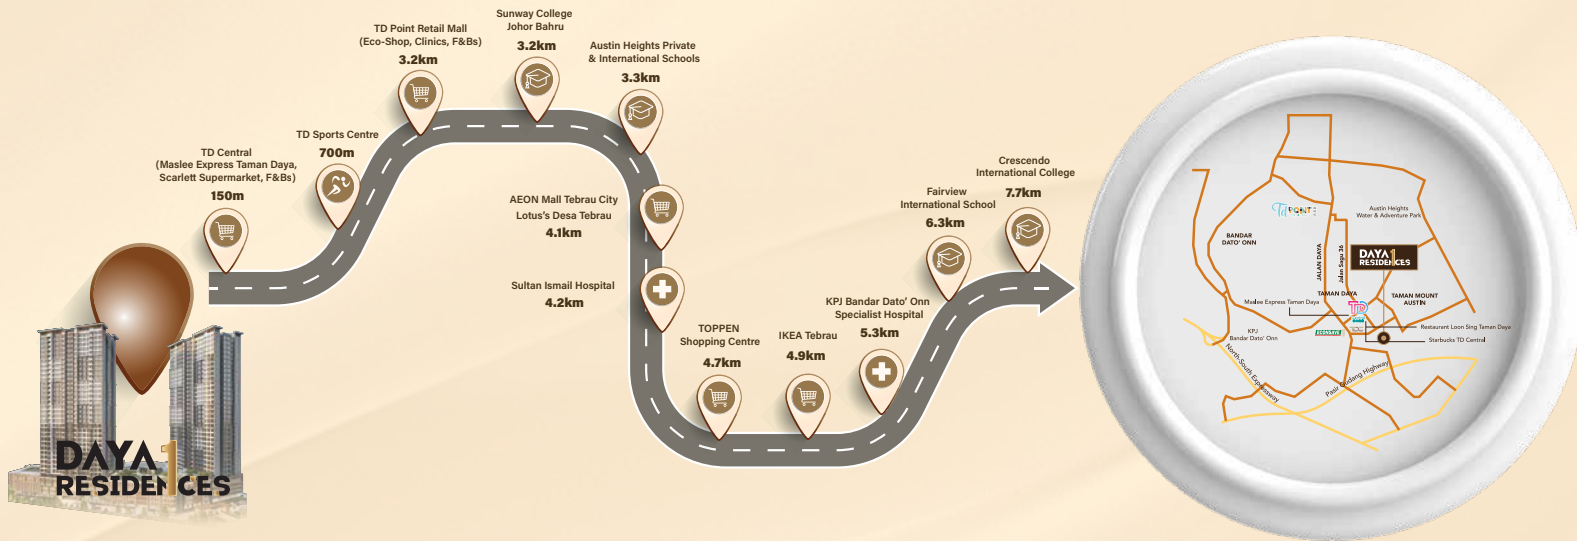 TD Central
(Maslee Express Taman Daya,
Scarlett Supermarket, F&Bs)
150m
TD Sports Centre
700m
TD Point Retail Mall
(Eco-Shop, Clinics, F&Bs)
3.2km
Sunway College
Johor Bahru
3.2km
Austin Heights Private
& International Schools
3.3km
AEON Mall Tebrau City
Lotus's Desa Tebrau
4.1km
Sultan Ismail Hospital
4.2km
TOPPEN
Shopping Centre
4.7km
IKEA Tebrau
4.9km
KPJ Bandar Dato' Onn
Specialist Hospital
5.3km
Fairview
International School
6.3km
Crescendo
International College
7.7km
DAYA 1
RESIDENCES
Td POINT
Austin Heights
Water & Adventure Park
BANDAR
DATO' ONN
JALAN DAYA
Jalan Sagu 36
DAYA 1
RESIDENCES
TAMAN DAYA
TAMAN MOUNT
AUSTIN
Maslee Express Taman Daya
TD
ECONSAVE
KPJ
Bandar Dato' Onn
Restaurant Loon Sing Taman Daya
Starbucks TD Central
North-South Expressway
Pasir Gudang Highway